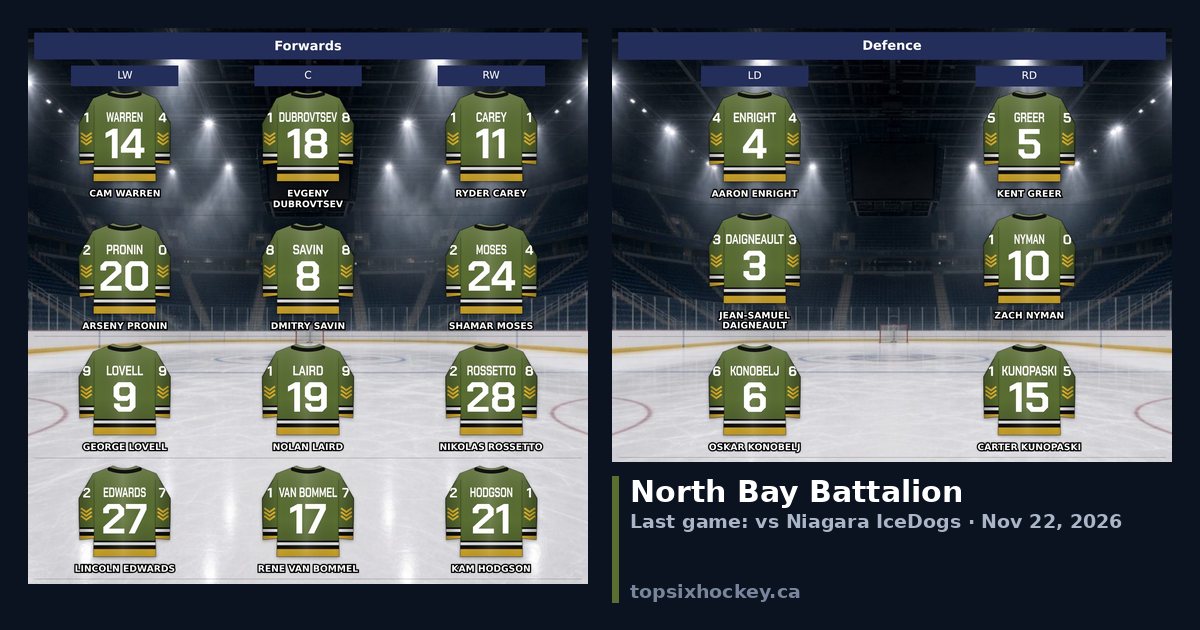 Forwards
LW
C
RW
1 WARREN 4
14
CAM WARREN
1 DUBROVTSEV 8
18
EVGENY
DUBROVTSEV
1 CAREY 1
11
RYDER CAREY
2 PRONIN 0
20
ARSENY PRONIN
8 SAVIN 8
8
DMITRY SAVIN
2 MOSES 4
24
SHAMAR MOSES
9 LOVELL 9
9
GEORGE LOVELL
1 LAIRD 9
19
NOLAN LAIRD
2 ROSSETTO 8
28
NIKOLAS ROSSETTO
2 EDWARDS 7
27
LINCOLN EDWARDS
1 VAN BOMMEL 7
17
RENE VAN BOMMEL
2 HODGSON 1
21
KAM HODGSON
Defence
LD
RD
4 ENRIGHT 4
4
AARON ENRIGHT
5 GREER 5
5
KENT GREER
3 DAIGNEAULT 3
3
JEAN-SAMUEL
DAIGNEAULT
1 NYMAN 0
10
ZACH NYMAN
6 KONOBELJ 6
6
OSKAR KONOBELJ
1 KUNOPASKI 5
15
CARTER KUNOPASKI
North Bay Battalion
Last game: vs Niagara IceDogs · Nov 22, 2026
topsixhockey.ca